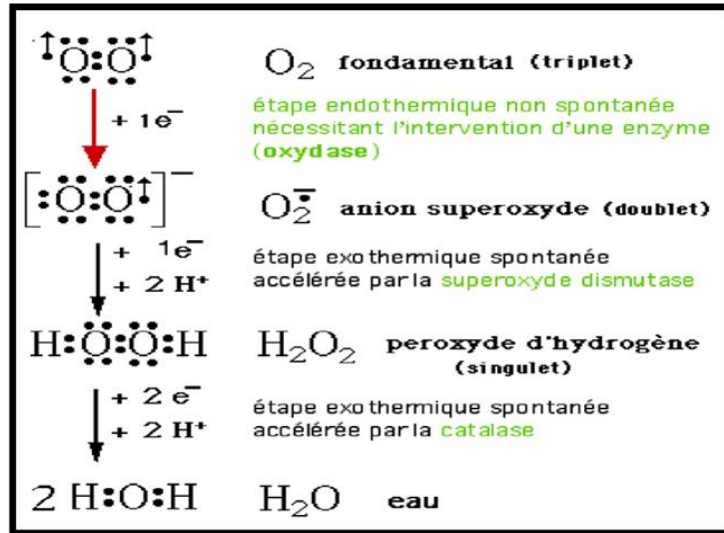 O:O O₂ fondamental (triplet)
+ 1e⁻ étape endothermique non spontanée
nécessitant l'intervention d'une enzyme
(oxydase)
[:O:O]⁻ O₂•⁻ anion superoxyde (doublet)
+ 1e⁻ étape exothermique spontanée
+ 2 H⁺ accélérée par la superoxyde dismutase
H:O:O:H H₂O₂ peroxyde d'hydrogène
(singulet)
+ 2 e⁻ étape exothermique spontanée
+ 2 H⁺ accélérée par la catalase
2 H:O:H H₂O eau